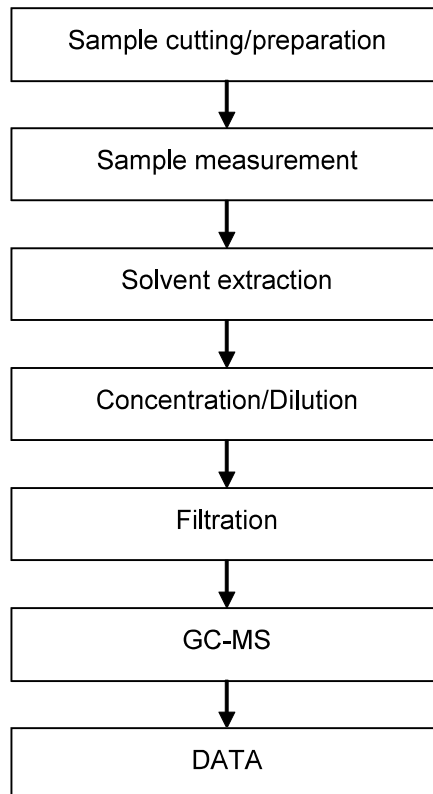 Sample cutting/preparation
Sample measurement
Solvent extraction
Concentration/Dilution
Filtration
GC-MS
DATA